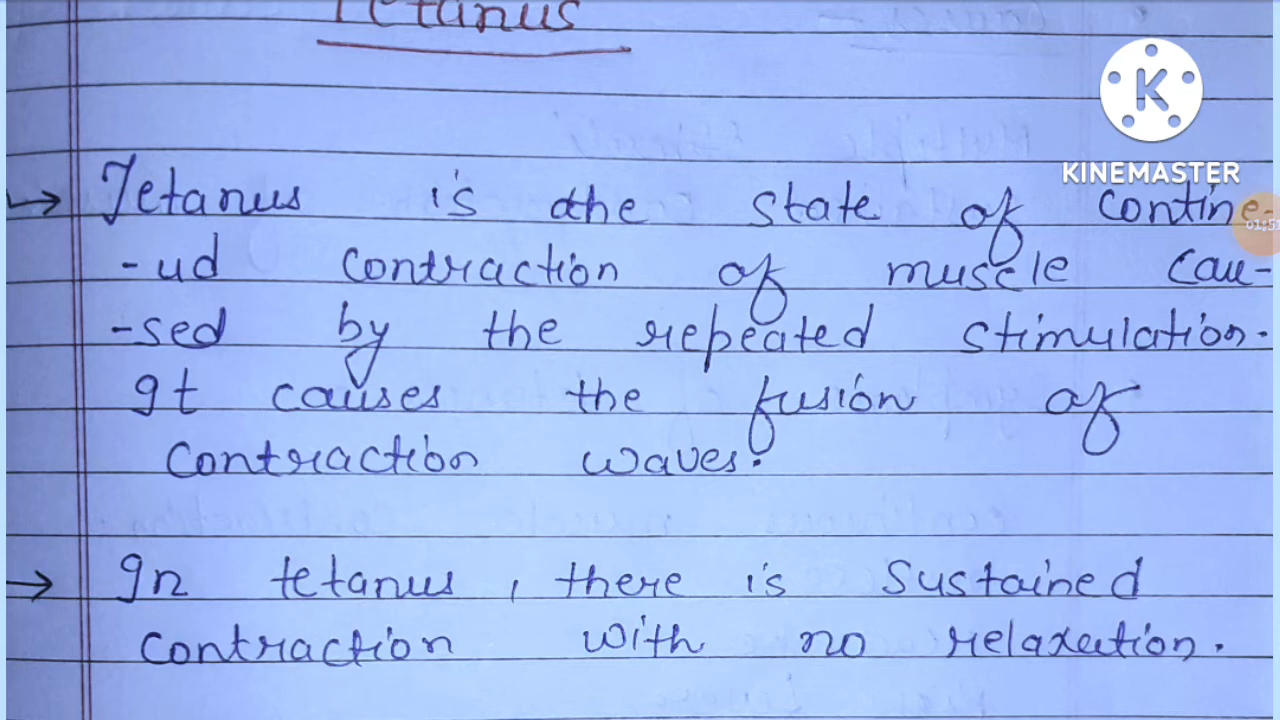 Tetanus
KINEMASTER
→ Tetanus is the state of contine-
-ud contraction of muscle cau-
-sed by the repeated stimulation.
It causes the fusion of
contraction waves.
→ In tetanus, there is sustained
contraction with no relaxation.